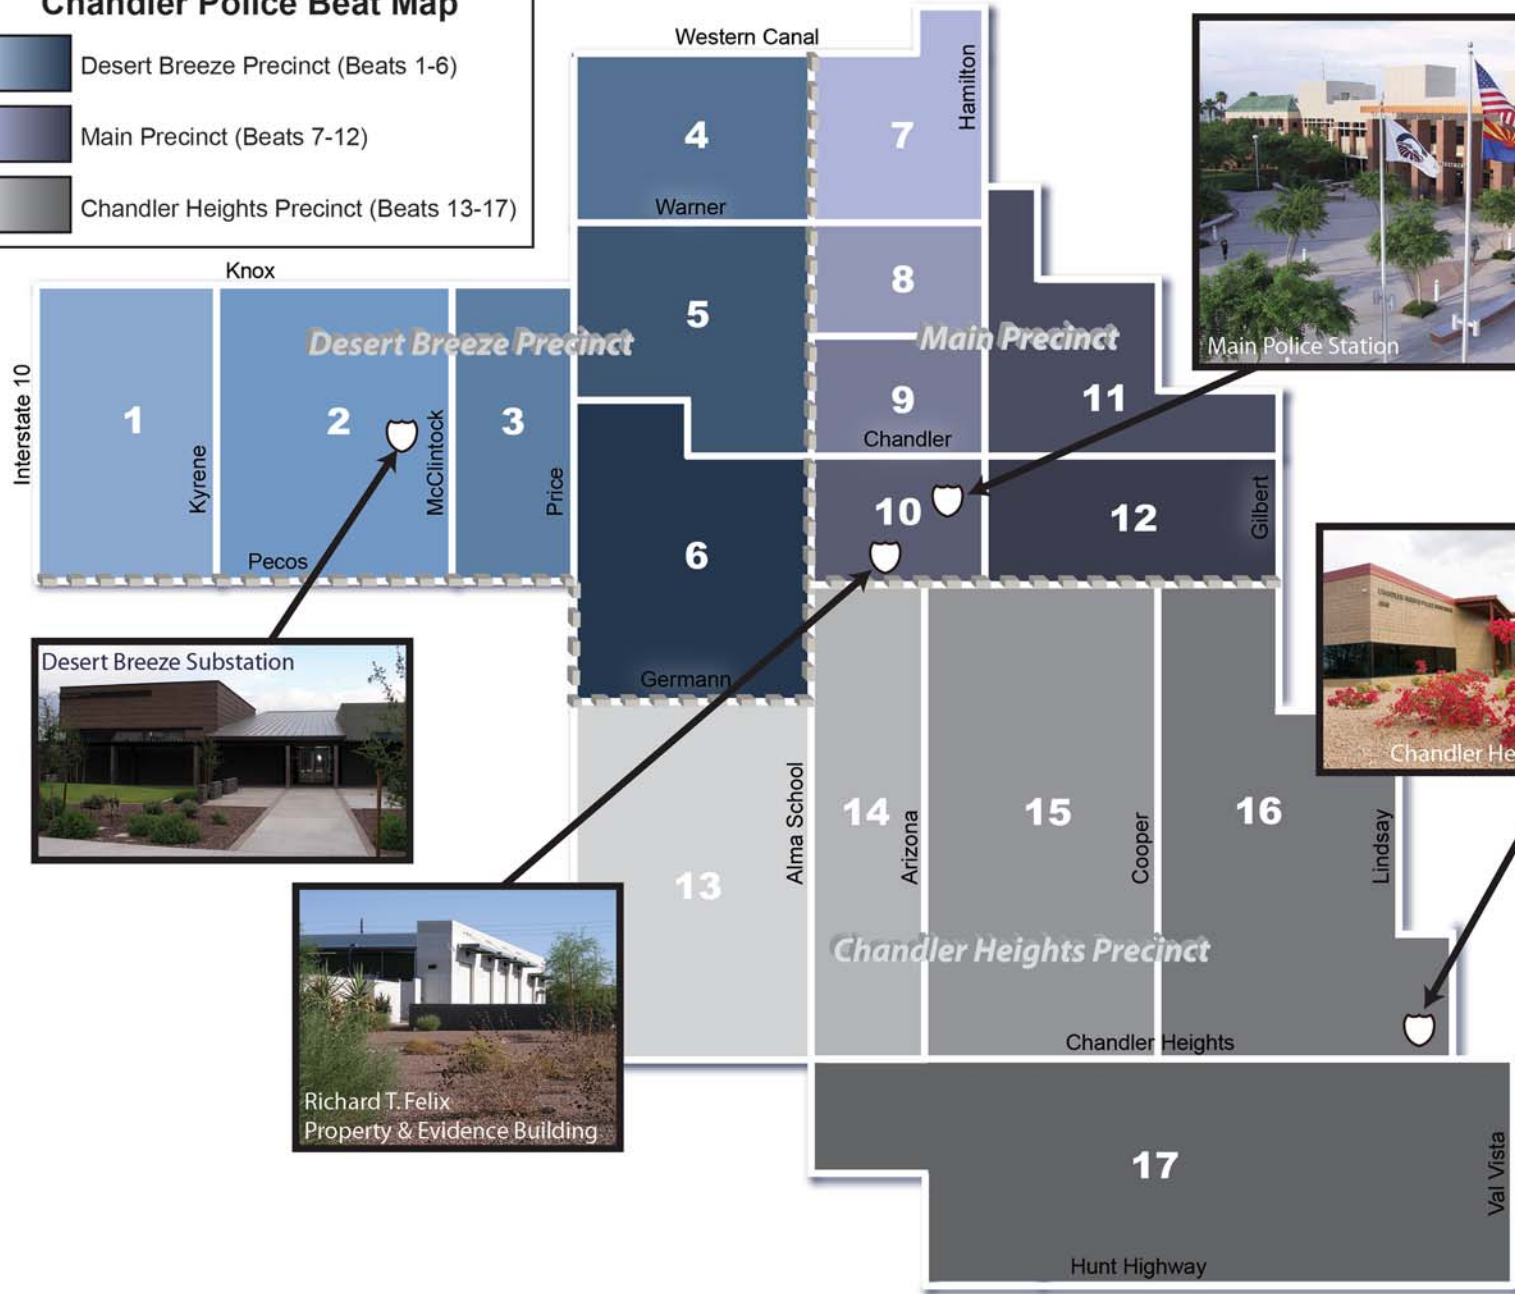 Chandler Police Beat Map
Desert Breeze Precinct (Beats 1-6)
Main Precinct (Beats 7-12)
Chandler Heights Precinct (Beats 13-17)
Western Canal
Hamilton
4
7
Warner
Knox
8
5
Desert Breeze Precinct
Main Precinct
Main Police Station
Interstate 10
1
Kyrene
2
McClintock
3
Price
9
11
Chandler
10
12
Gilbert
6
Pecos
Desert Breeze Substation
Germann
Chandler He
13
Alma School
14
Arizona
15
Cooper
16
Lindsay
Chandler Heights Precinct
Chandler Heights
Richard T. Felix
Property & Evidence Building
17
Val Vista
Hunt Highway